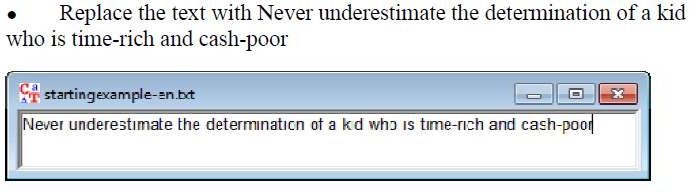 • Replace the text with Never underestimate the determination of a kid
who is time-rich and cash-poor
startingexample-en.txt
Never underestimate the determination of a kid who is time-rich and cash-poor